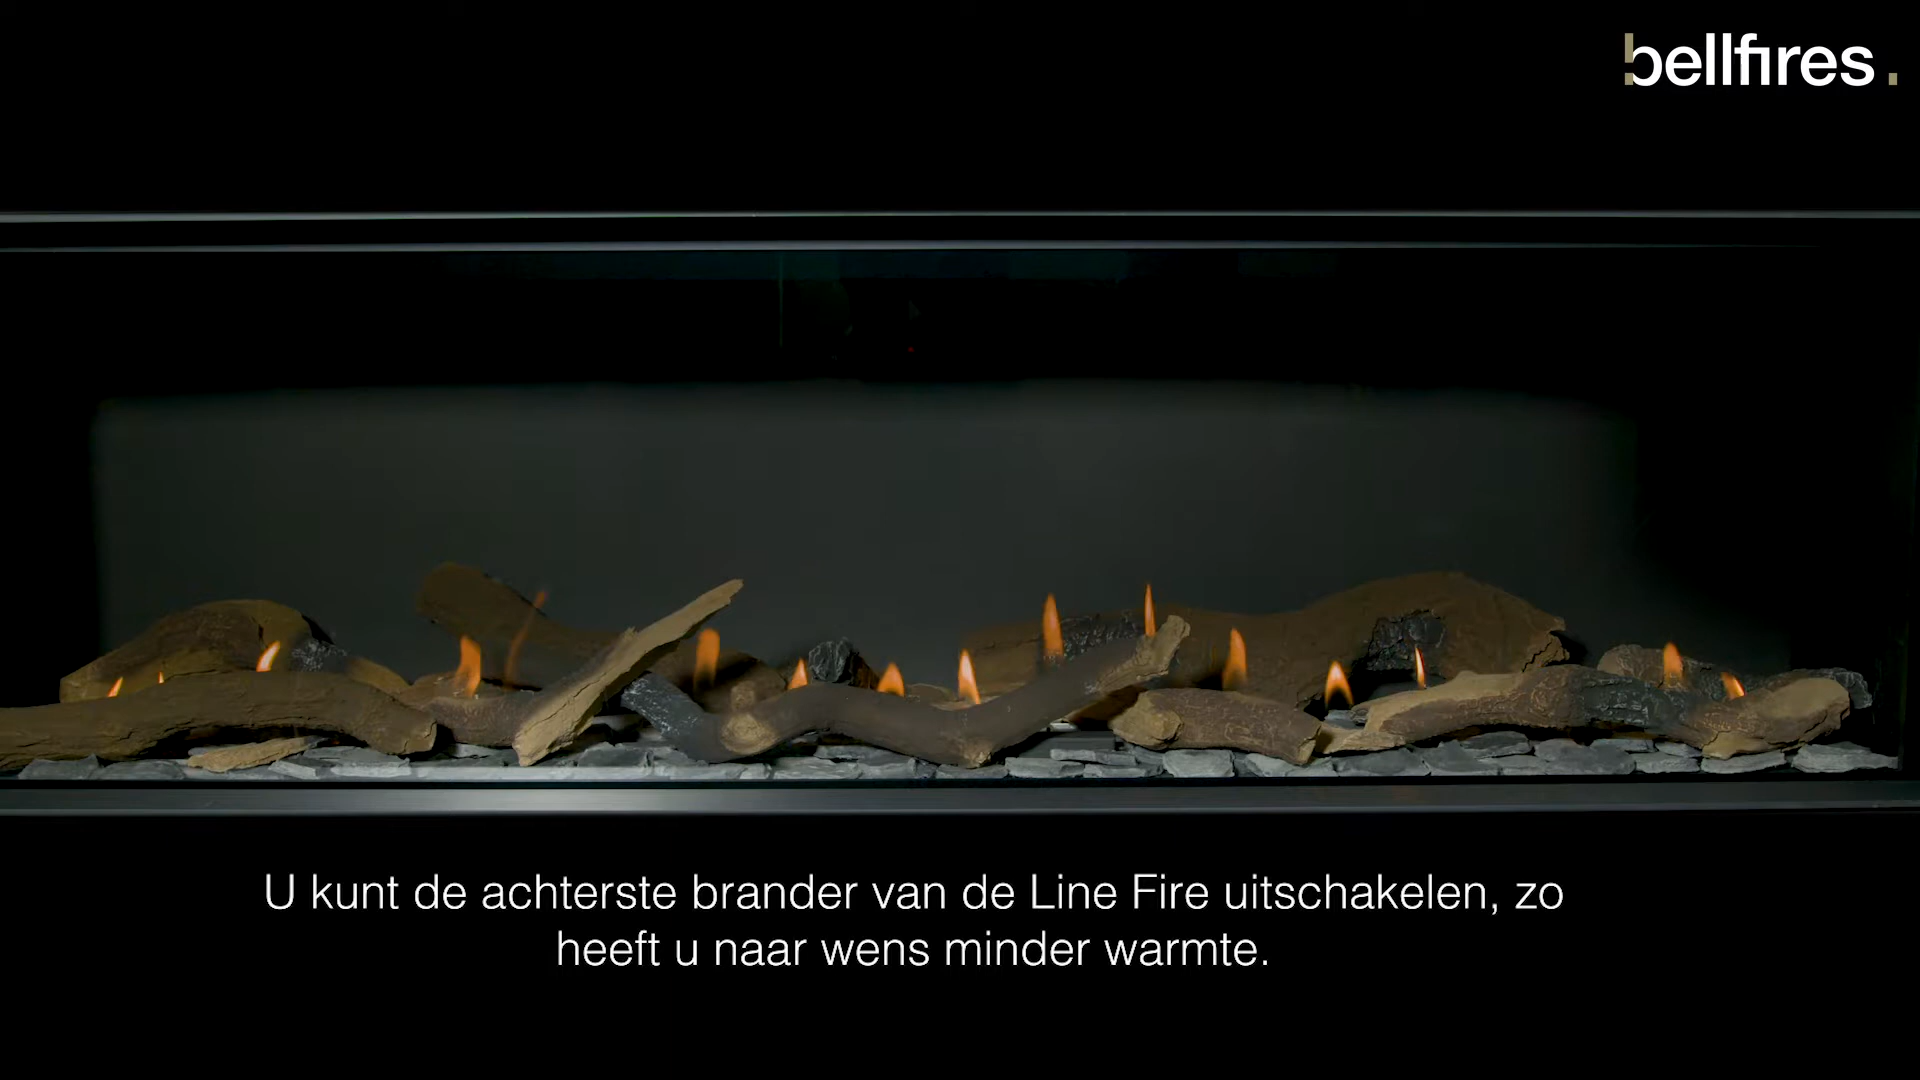 bellfires.
U kunt de achterste brander van de Line Fire uitschakelen, zo
heeft u naar wens minder warmte.